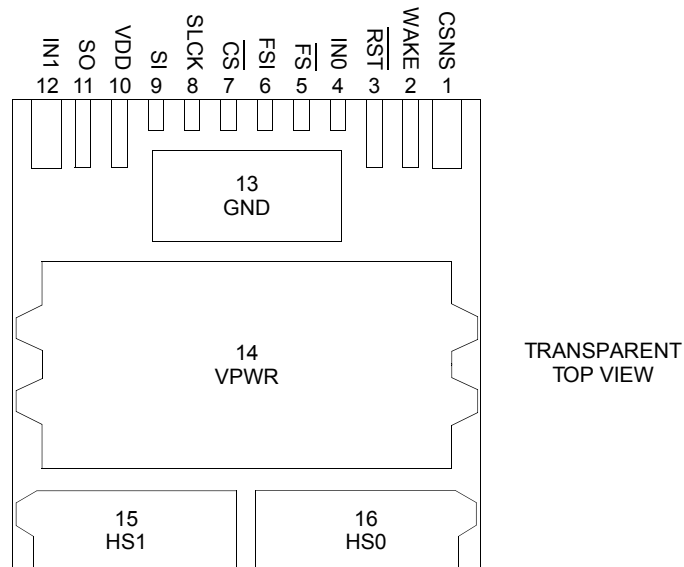 IN1
SO
VDD
SI
SLCK
CS
FSI
FS
IN0
RST
WAKE
CSNS
12 11 10 9 8 7 6 5 4 3 2 1
13
GND
14
VPWR
TRANSPARENT
TOP VIEW
15
HS1
16
HS0